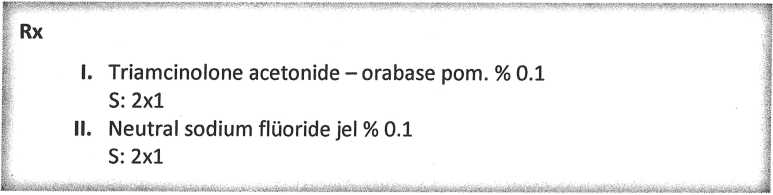 Rx
I. Triamcinolone acetonide – orabase pom. % 0.1
S: 2x1
II. Neutral sodium flüoride jel % 0.1
S: 2x1